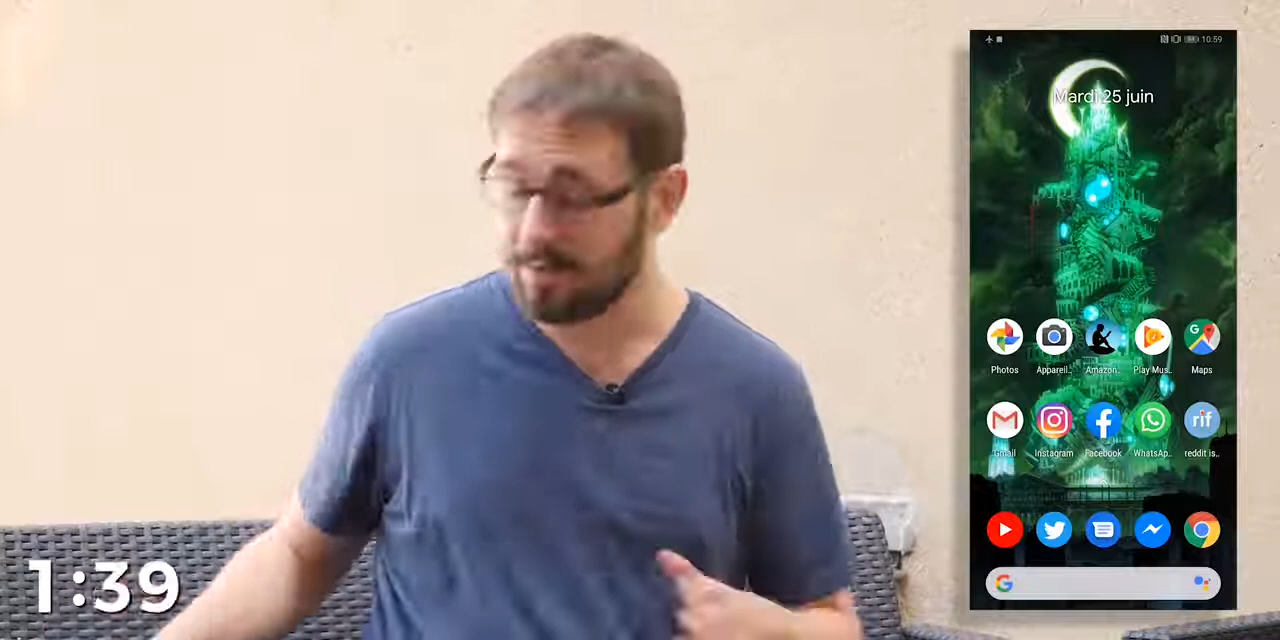 10:59
Mardi 25 juin
Photos Appareil.. Amazon.. Play Mus.. Maps
Gmail Instagram Facebook WhatsAp.. reddit is..
rif
1:39